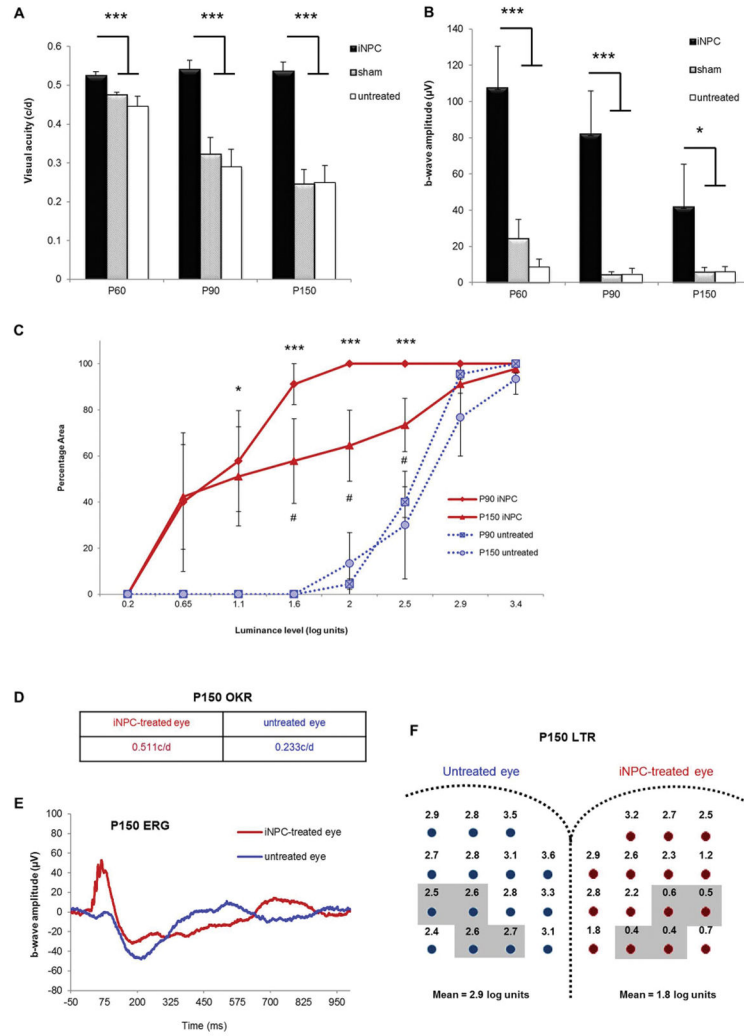 A
***
***
***
iNPC
sham
untreated
Visual acuity (c/d)
0.6
0.5
0.4
0.3
0.2
0.1
0
P60
P90
P150
B
***
***
*
iNPC
sham
untreated
b-wave amplitude (µV)
140
120
100
80
60
40
20
0
P60
P90
P150
C
Percentage Area
100
80
60
40
20
0
*
***
***
***
#
#
#
P90 iNPC
P150 iNPC
P90 untreated
P150 untreated
0.2 0.65 1.1 1.6 2 2.5 2.9 3.4
Luminance level (log units)
D
P150 OKR
iNPC-treated eye untreated eye
0.511c/d 0.233c/d
E
P150 ERG
iNPC-treated eye
untreated eye
b-wave amplitude (µV)
100
80
60
40
20
0
-20
-40
-60
-80
-50 75 200 325 450 575 700 825 950
Time (ms)
F
P150 LTR
Untreated eye iNPC-treated eye
2.9 2.8 3.5 3.2 2.7 2.5
2.7 2.8 3.1 3.6 2.9 2.6 2.3 1.2
2.5 2.6 2.8 3.3 2.8 2.2 0.6 0.5
2.4 2.6 2.7 3.1 1.8 0.4 0.4 0.7
Mean = 2.9 log units Mean = 1.8 log units